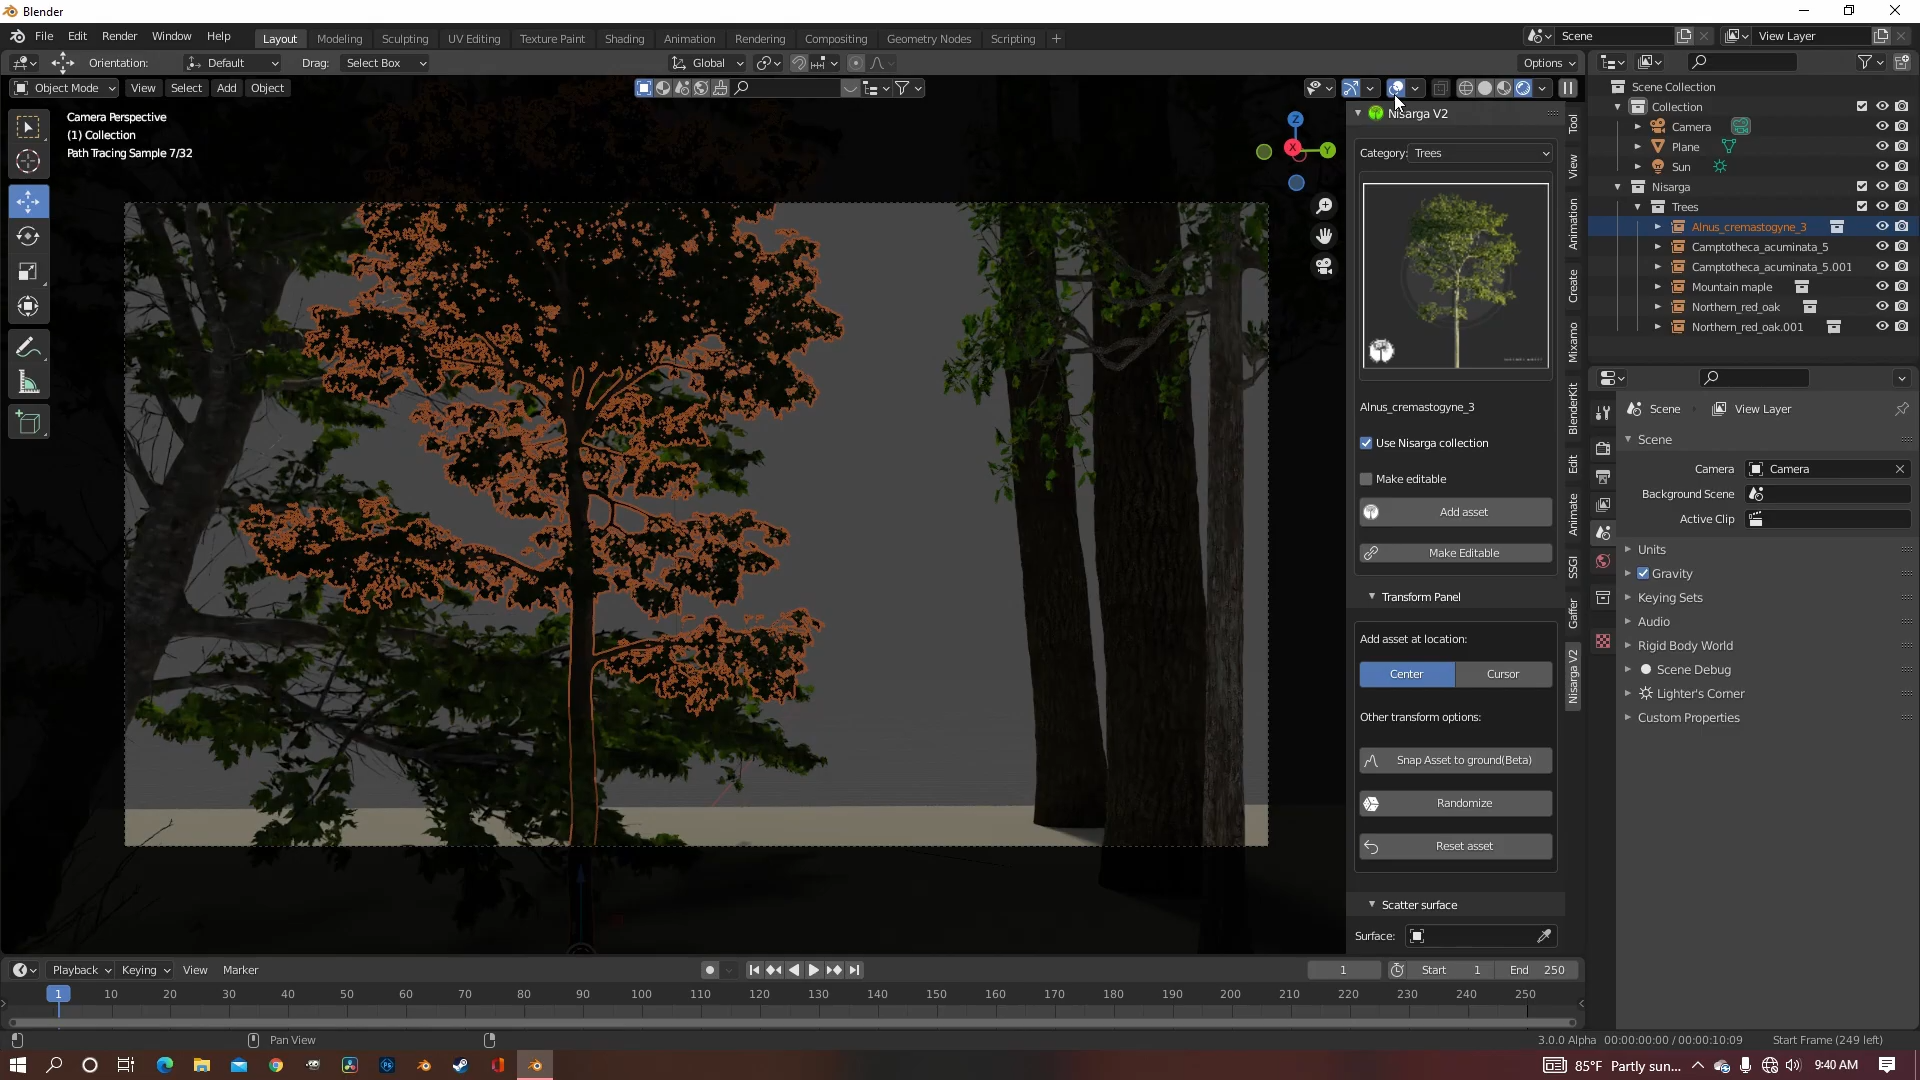 Blender
File Edit Render Window Help
Layout Modeling Sculpting UV Editing Texture Paint Shading Animation Rendering Compositing Geometry Nodes Scripting +
Scene
View Layer
Orientation: Default Drag: Select Box
Global
Options
Object Mode View Select Add Object
Camera Perspective
(1) Collection
Path Tracing Sample 7/32
Z
X
Y
Nisarga V2
Category: Trees
Alnus_cremastogyne_3
Use Nisarga collection
Make editable
Add asset
Make Editable
Transform Panel
Add asset at location:
Center Cursor
Other transform options:
Snap Asset to ground(Beta)
Randomize
Reset asset
Scatter surface
Surface:
Tool
View
Animation
Create
Mixamo
BlenderKit
Edit
Animate
SSGI
Gaffer
Nisarga V2
Scene Collection
Collection
Camera
Plane
Sun
Nisarga
Trees
Alnus_cremastogyne_3
Camptotheca_acuminata_5
Camptotheca_acuminata_5.001
Mountain maple
Northern_red_oak
Northern_red_oak.001
Scene View Layer
Scene
Camera Camera
Background Scene
Active Clip
Units
Gravity
Keying Sets
Audio
Rigid Body World
Scene Debug
Lighter's Corner
Custom Properties
Playback Keying View Marker
1 Start 1 End 250
1 10 20 30 40 50 60 70 80 90 100 110 120 130 140 150 160 170 180 190 200 210 220 230 240 250
Pan View
3.0.0 Alpha 00:00:00:00 / 00:00:10:09 Start Frame (249 left)
85°F Partly sun... 9:40 AM